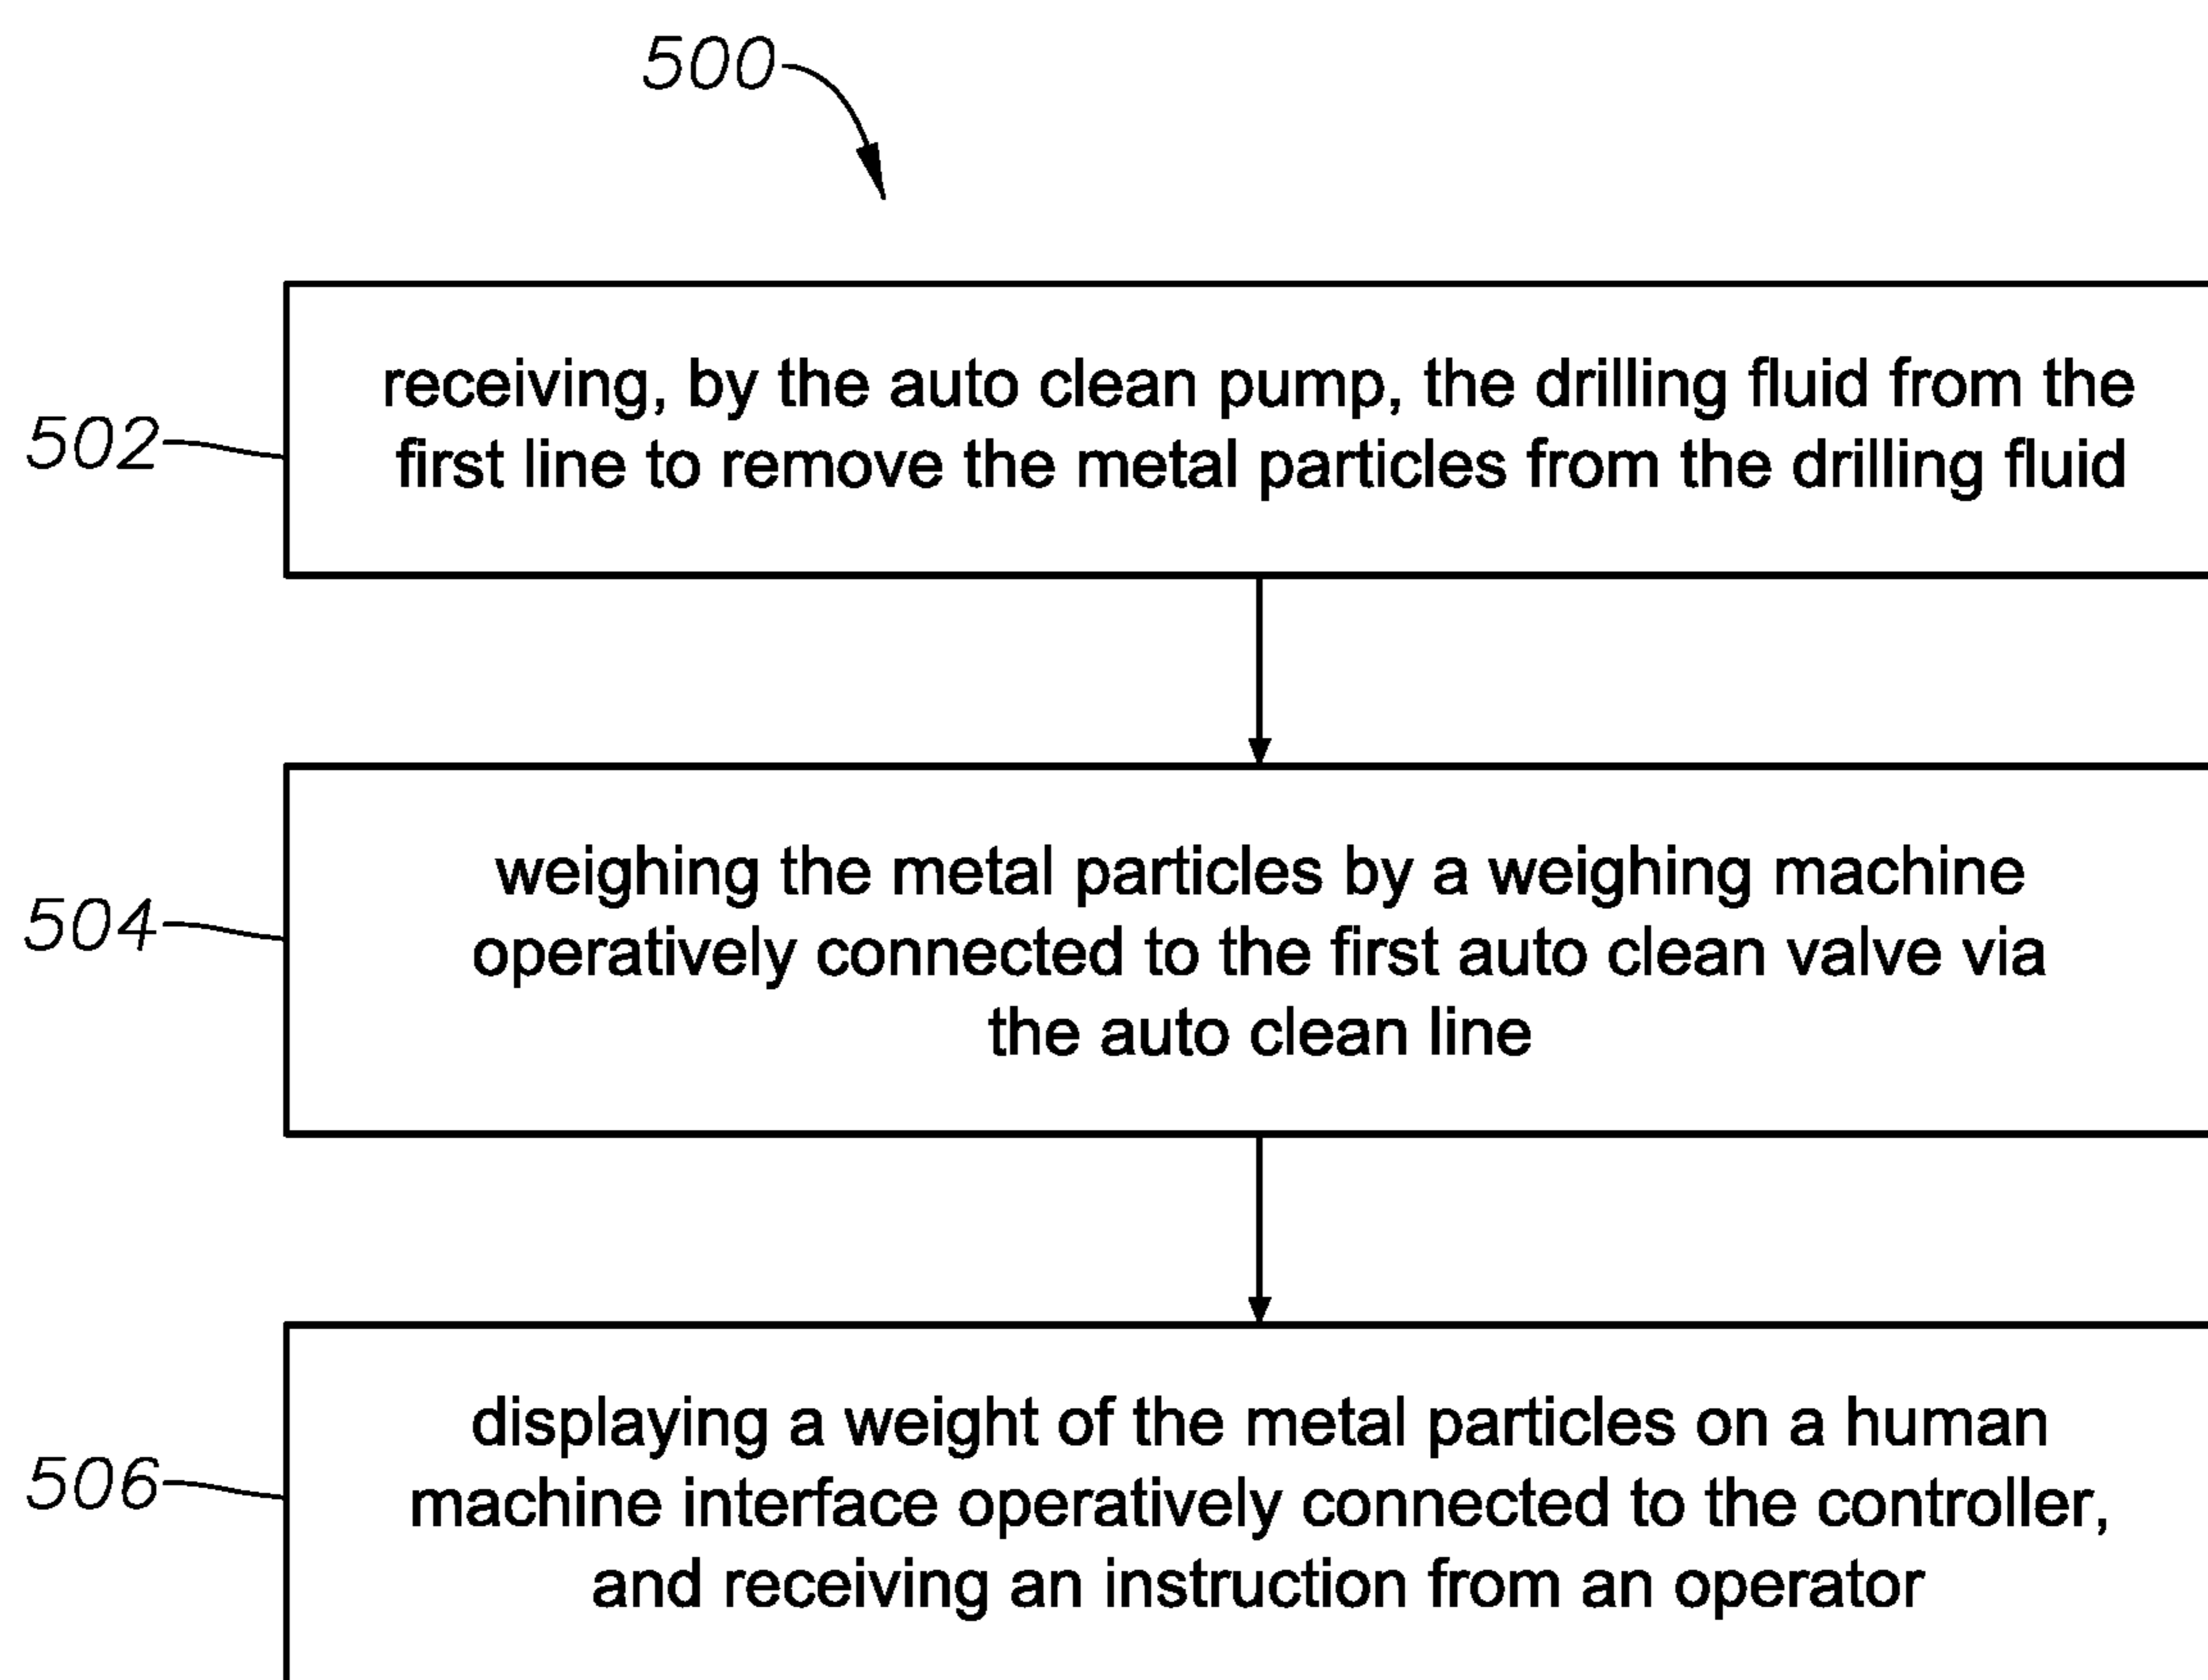 500
502
receiving, by the auto clean pump, the drilling fluid from the
first line to remove the metal particles from the drilling fluid
504
weighing the metal particles by a weighing machine
operatively connected to the first auto clean valve via
the auto clean line
506
displaying a weight of the metal particles on a human
machine interface operatively connected to the controller,
and receiving an instruction from an operator